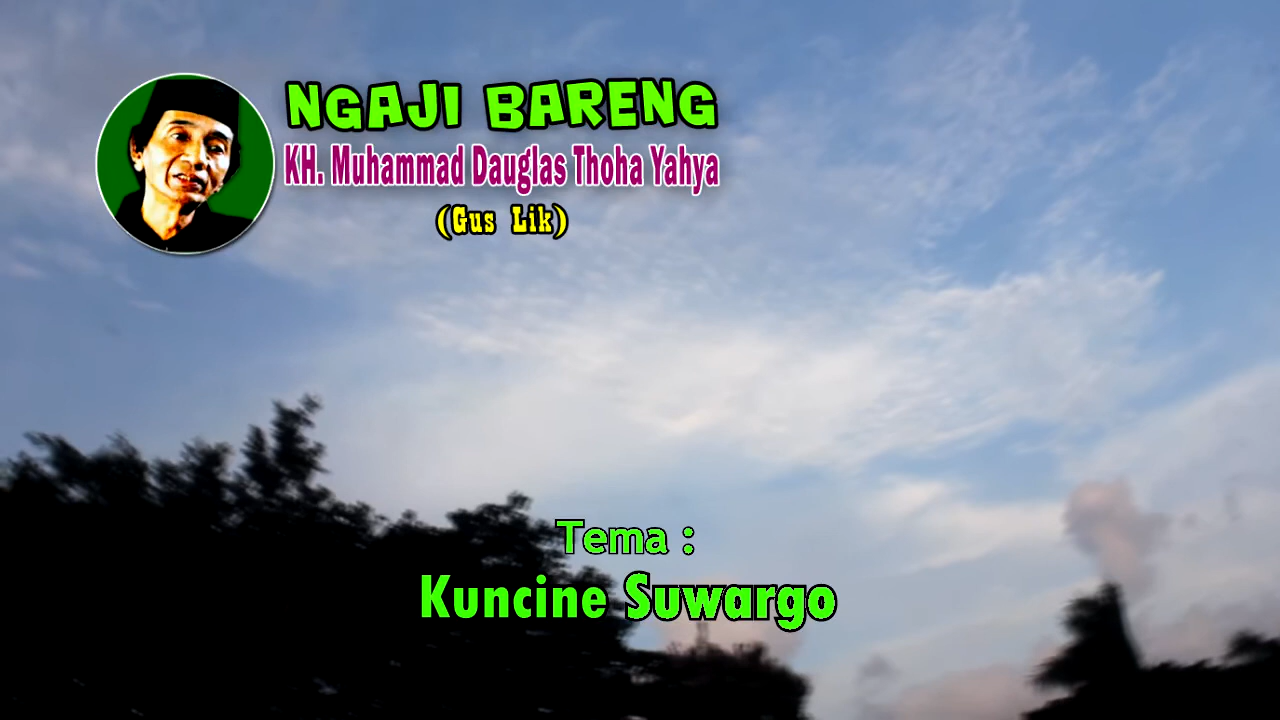 NGAJI BARENG
KH. Muhammad Dauglas Thoha Yahya
(Gus Lik)
Tema :
Kuncine Suwargo